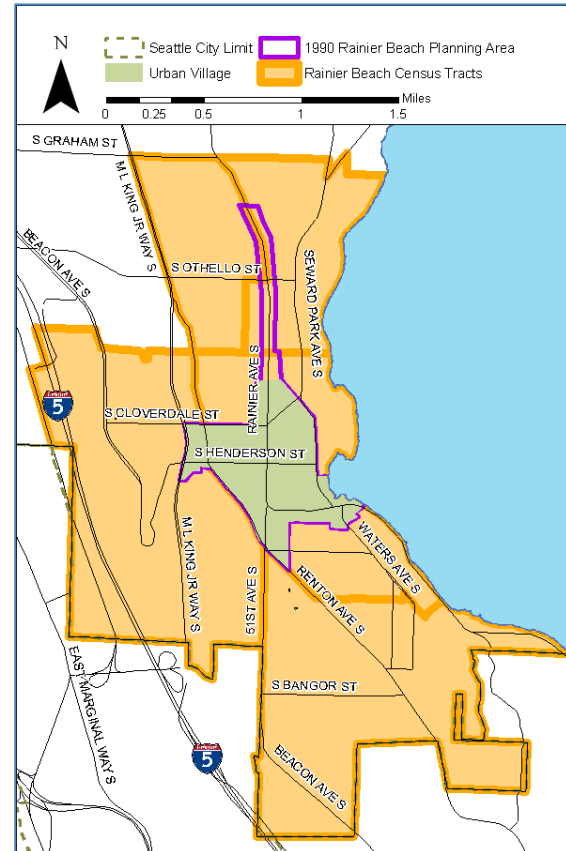 N
Seattle City Limit
1990 Rainier Beach Planning Area
Urban Village
Rainier Beach Census Tracts
Miles
0 0.25 0.5 1 1.5
S GRAHAM ST
M L KING JR WAY S
BEACON AVE S
S OTHELLO ST
SEWARD PARK AVE S
RAINIER AVE S
5
S CLOVERDALE ST
S HENDERSON ST
M L KING JR WAY S
51ST AVE S
RENTON AVE S
WATERS AVE S
EAST MARGINAL WAY S
S BANGOR ST
5
BEACON AVE S